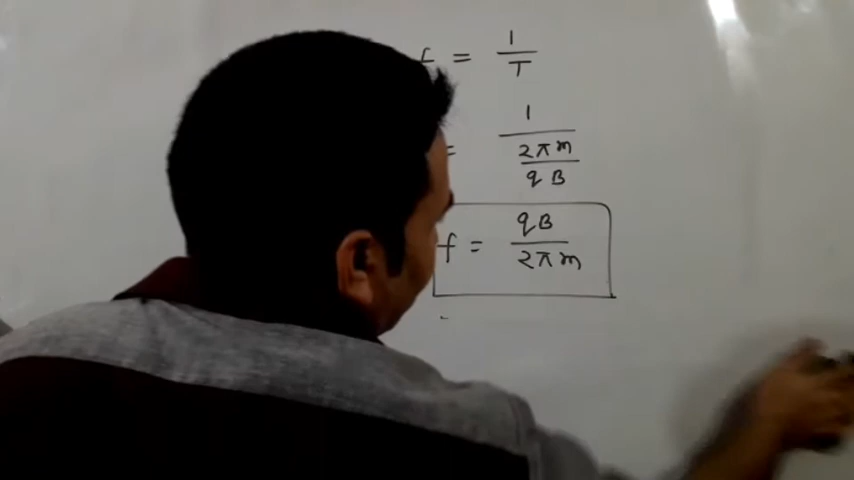 f = 1/T
= 1/(2πm/qB)
f = qB/2πm